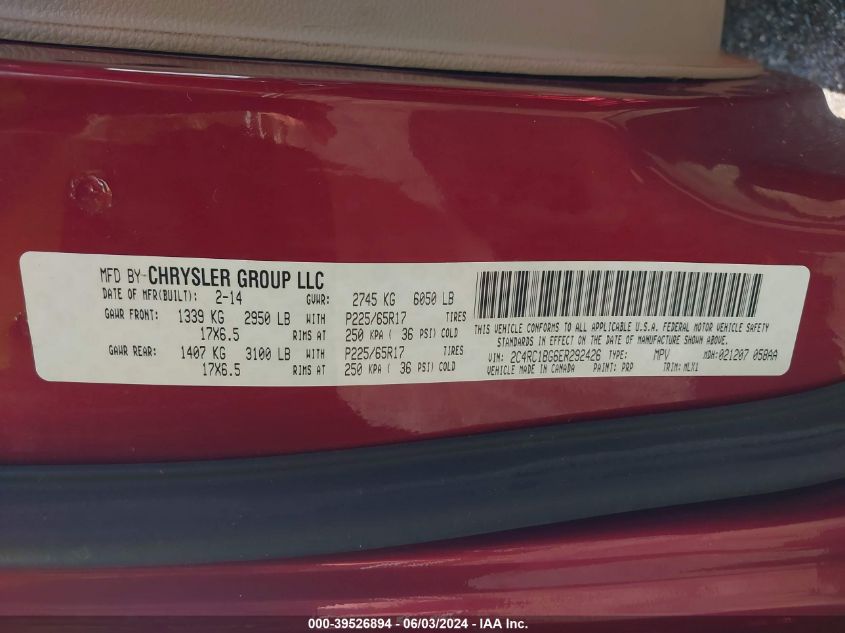 MFD BY-CHRYSLER GROUP LLC
DATE OF MFR(BUILT): 2-14 GVWR: 2745 KG 6050 LB
GAWR FRONT: 1339 KG 2950 LB WITH P225/65R17 TIRES
17X6.5 RIMS AT 250 KPA ( 36 PSI) COLD
GAWR REAR: 1407 KG 3100 LB WITH P225/65R17 TIRES
17X6.5 RIMS AT 250 KPA ( 36 PSI) COLD
THIS VEHICLE CONFORMS TO ALL APPLICABLE U.S.A. FEDERAL MOTOR VEHICLE SAFETY
STANDARDS IN EFFECT ON THE DATE OF MANUFACTURE SHOWN ABOVE.
VIN: 2C4RC1BG6ER292426 TYPE: MPV MDH:021207 058AA
VEHICLE MADE IN CANADA PAINT: PRP TRIM: MLX1
000-39526894 - 06/03/2024 - IAA Inc.